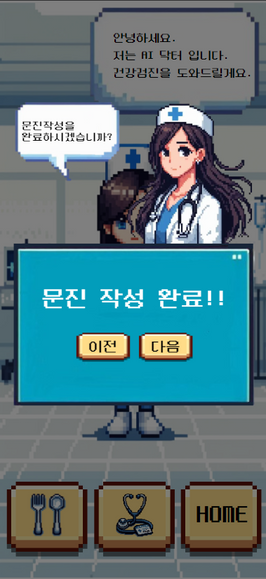 안녕하세요.
저는 AI 닥터 입니다.
건강검진을 도와드릴게요.
문진작성을
완료하시겠습니까?
문진 작성 완료!!
이전
다음
HOME